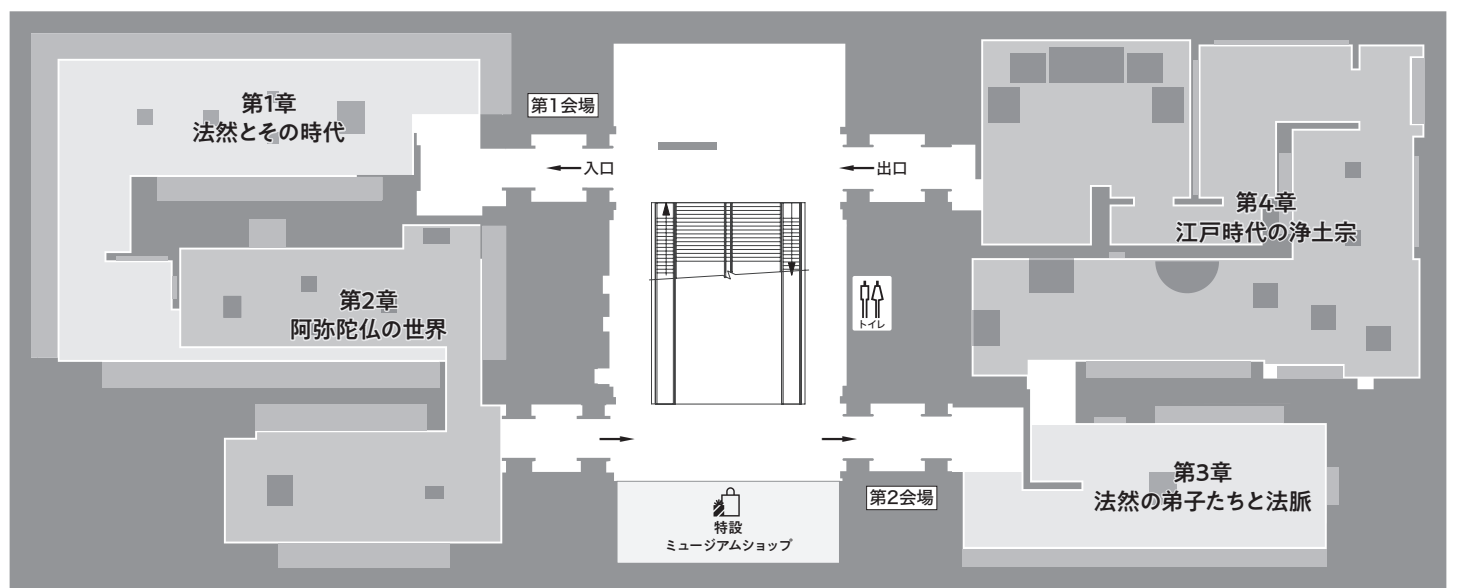 第1章
法然とその時代
第1会場
入口
出口
第2章
阿弥陀仏の世界
トイレ
第4章
江戸時代の浄土宗
第3章
法然の弟子たちと法脈
第2会場
特設
ミュージアムショップ